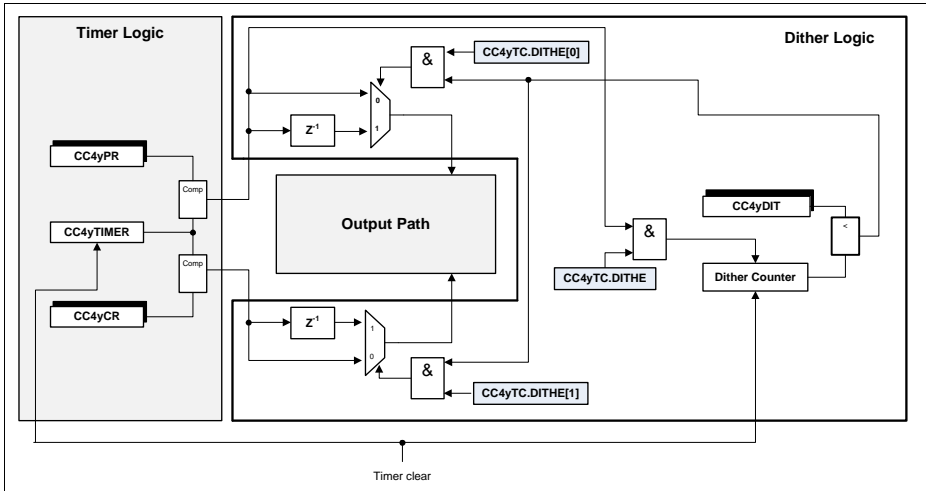 Timer Logic
Dither Logic
CC4yTC.DITHE[0]
&
0
1
Z-1
CC4yPR
Comp
CC4yDIT
Output Path
CC4yTIMER
&
<
Comp
CC4yTC.DITHE
Dither Counter
CC4yCR
Z-1
1
0
&
CC4yTC.DITHE[1]
Timer clear